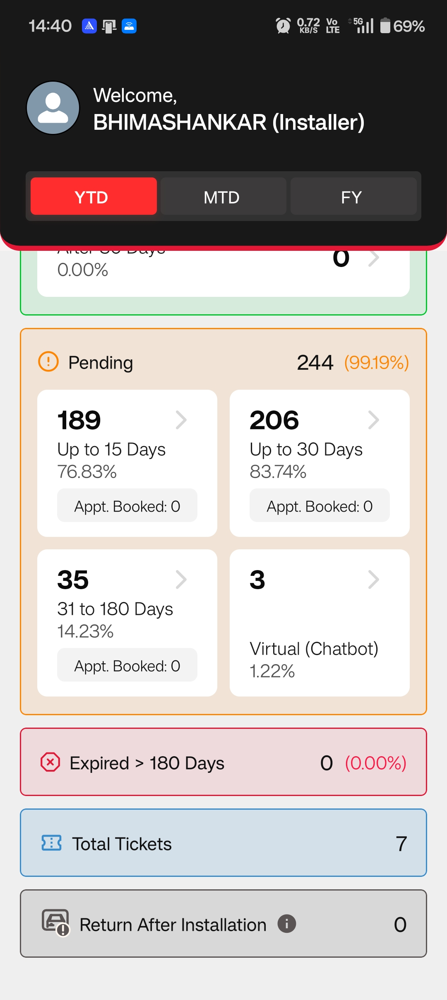 14:40 0.72 KB/S Vo LTE 5G 69%
Welcome,
BHIMASHANKAR (Installer)
YTD MTD FY
After 30 Days 0
0.00%
Pending 244 (99.19%)
189 206
Up to 15 Days Up to 30 Days
76.83% 83.74%
Appt. Booked: 0 Appt. Booked: 0
35 3
31 to 180 Days
14.23% Virtual (Chatbot)
Appt. Booked: 0 1.22%
Expired > 180 Days 0 (0.00%)
Total Tickets 7
Return After Installation 0